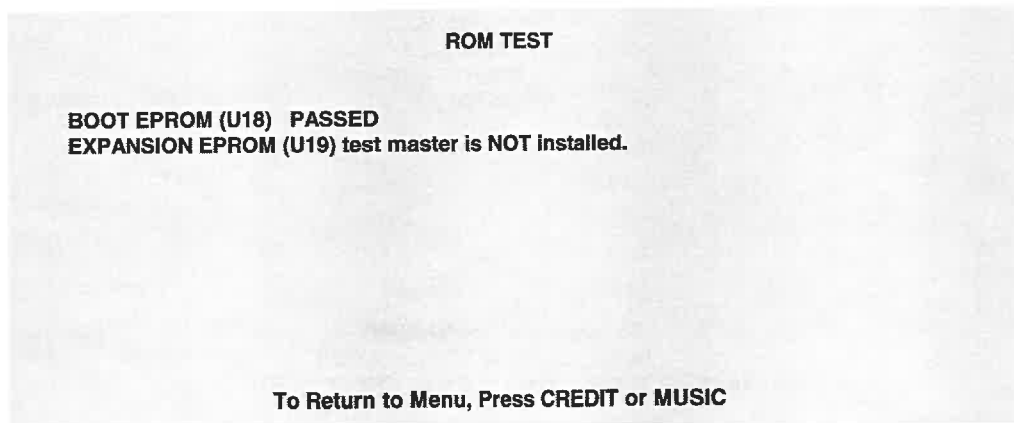 ROM TEST
BOOT EPROM (U18) PASSED
EXPANSION EPROM (U19) test master is NOT installed.
To Return to Menu, Press CREDIT or MUSIC